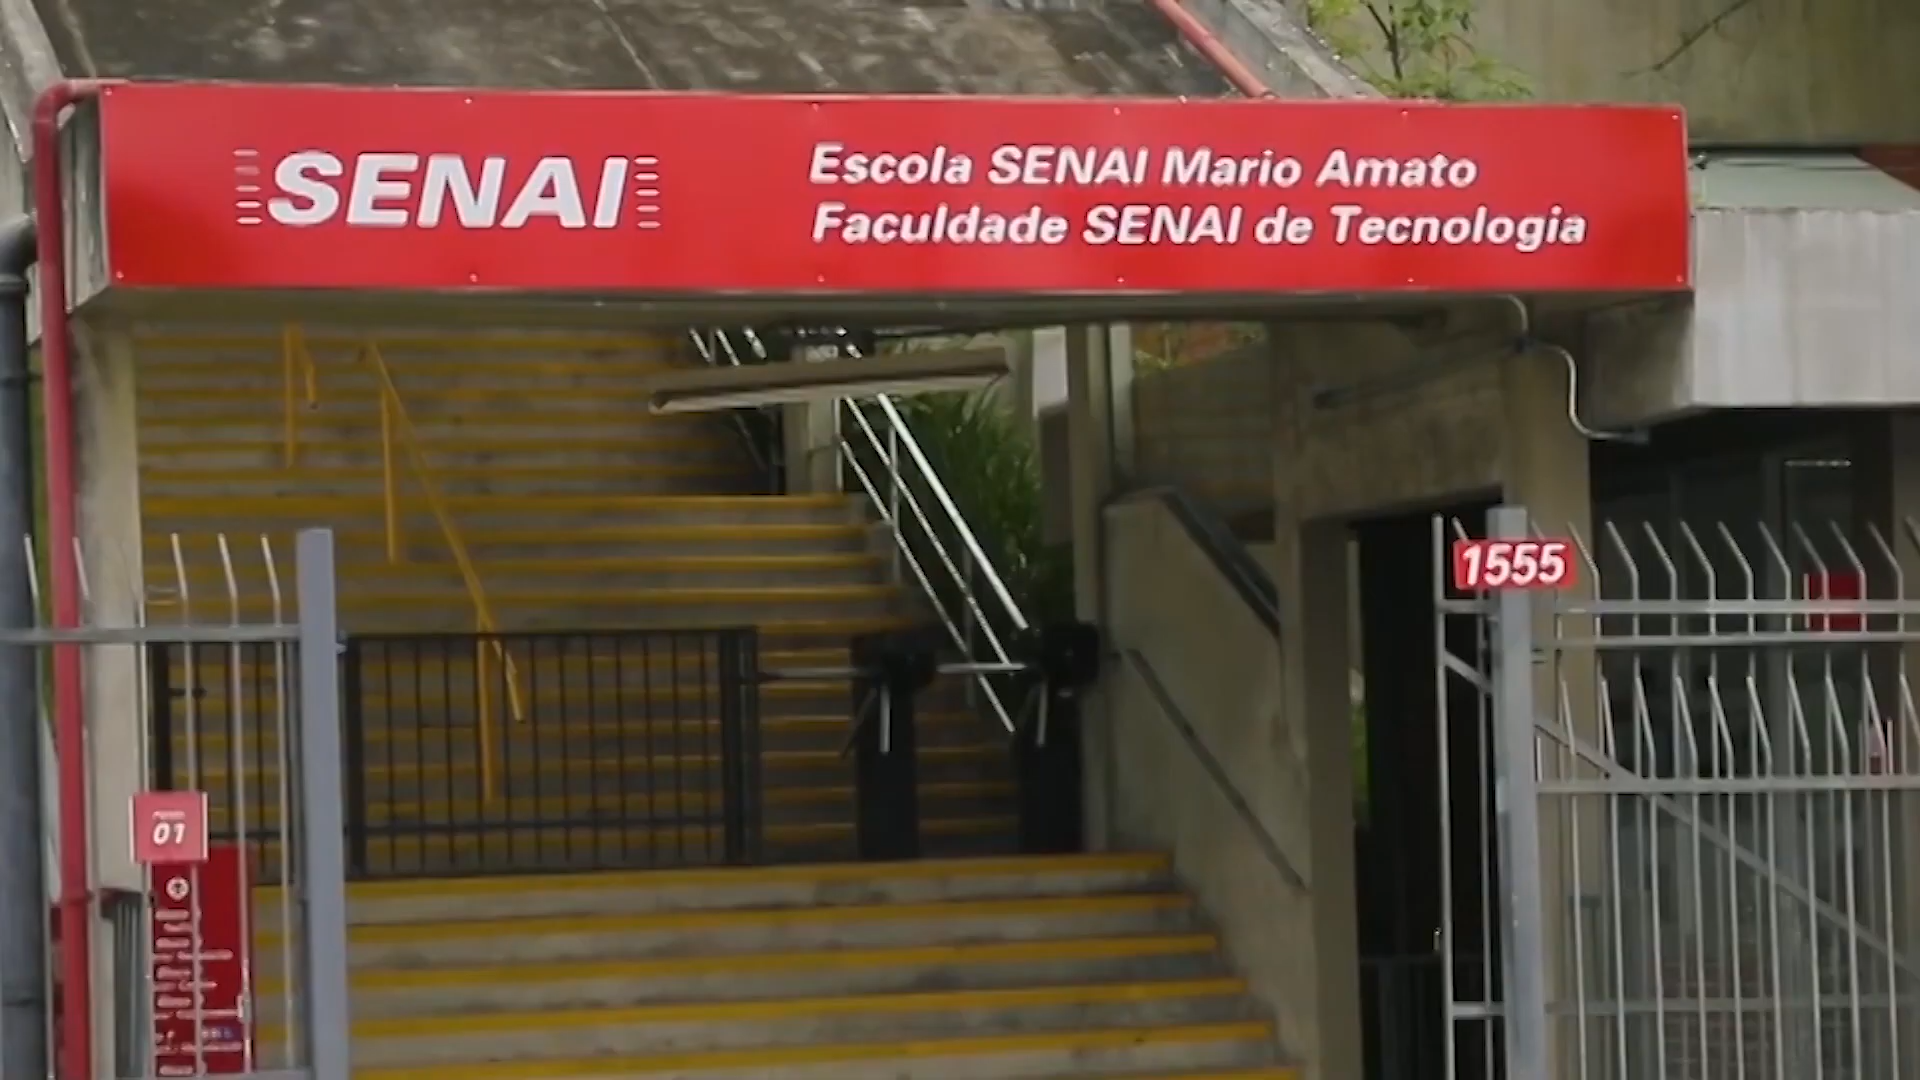 SENAI
Escola SENAI Mario Amato
Faculdade SENAI de Tecnologia
1555
01